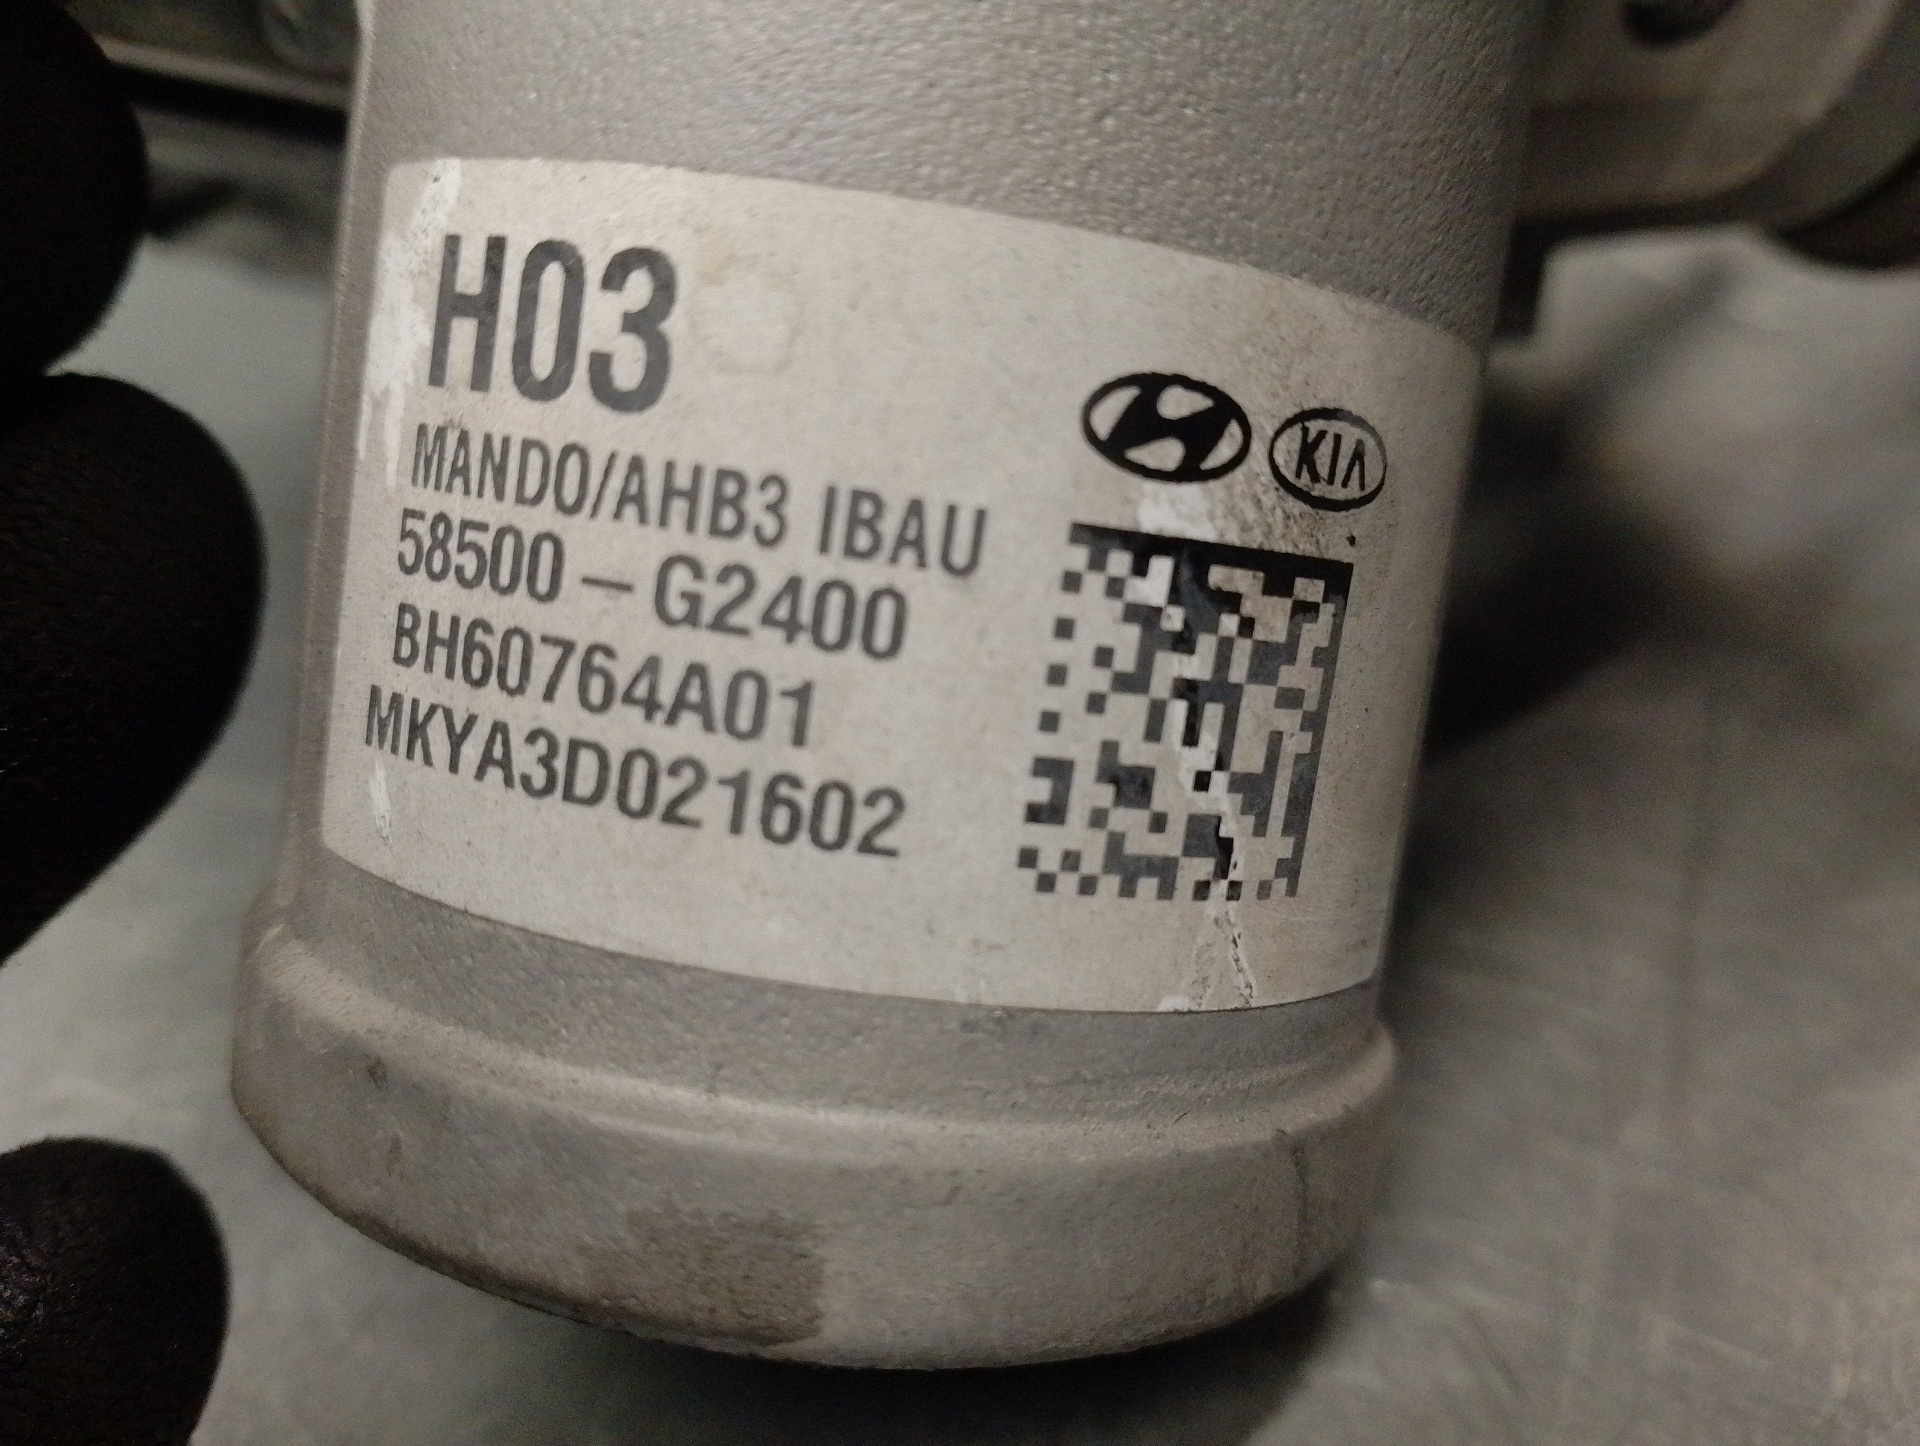 H03
KIA
MANDO/AHB3 IBAU
58500 – G2400
BH60764A01
MKYA3D021602